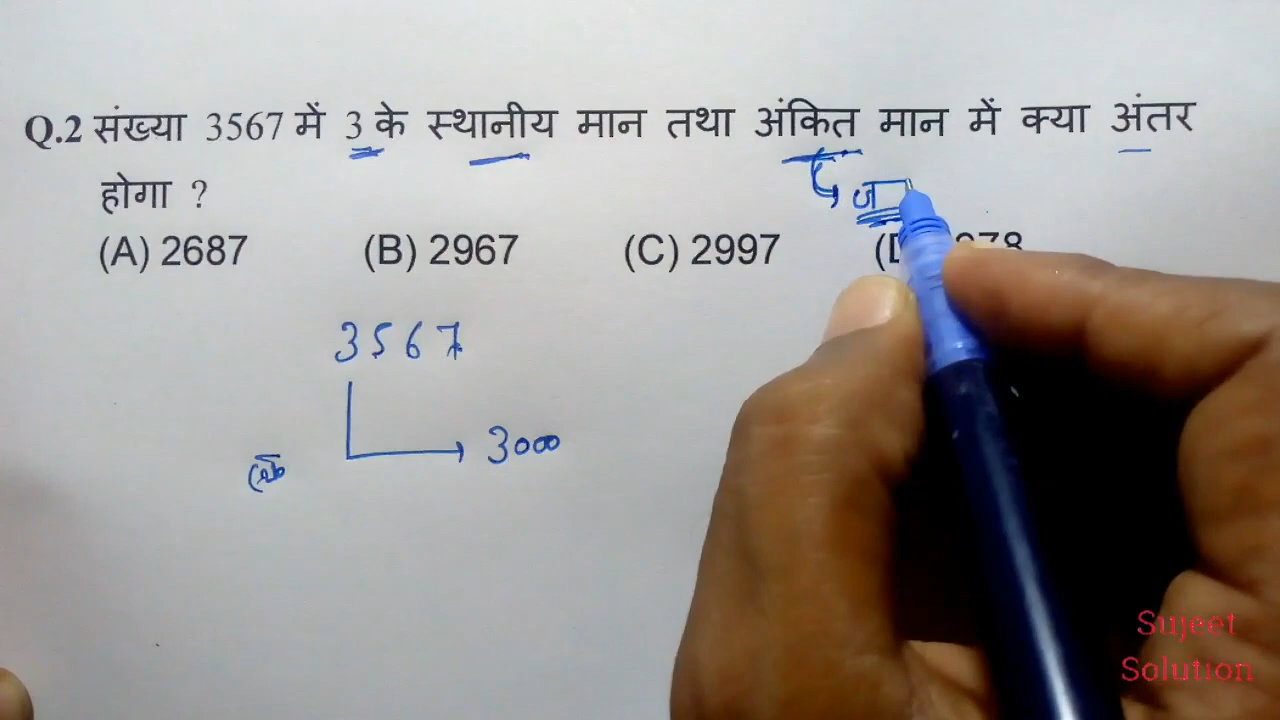 Q.2 संख्या 3567 में 3 के स्थानीय मान तथा अंकित मान में क्या अंतर
होगा ?
(A) 2687 (B) 2967 (C) 2997
3567
3000
Sujeet
Solution